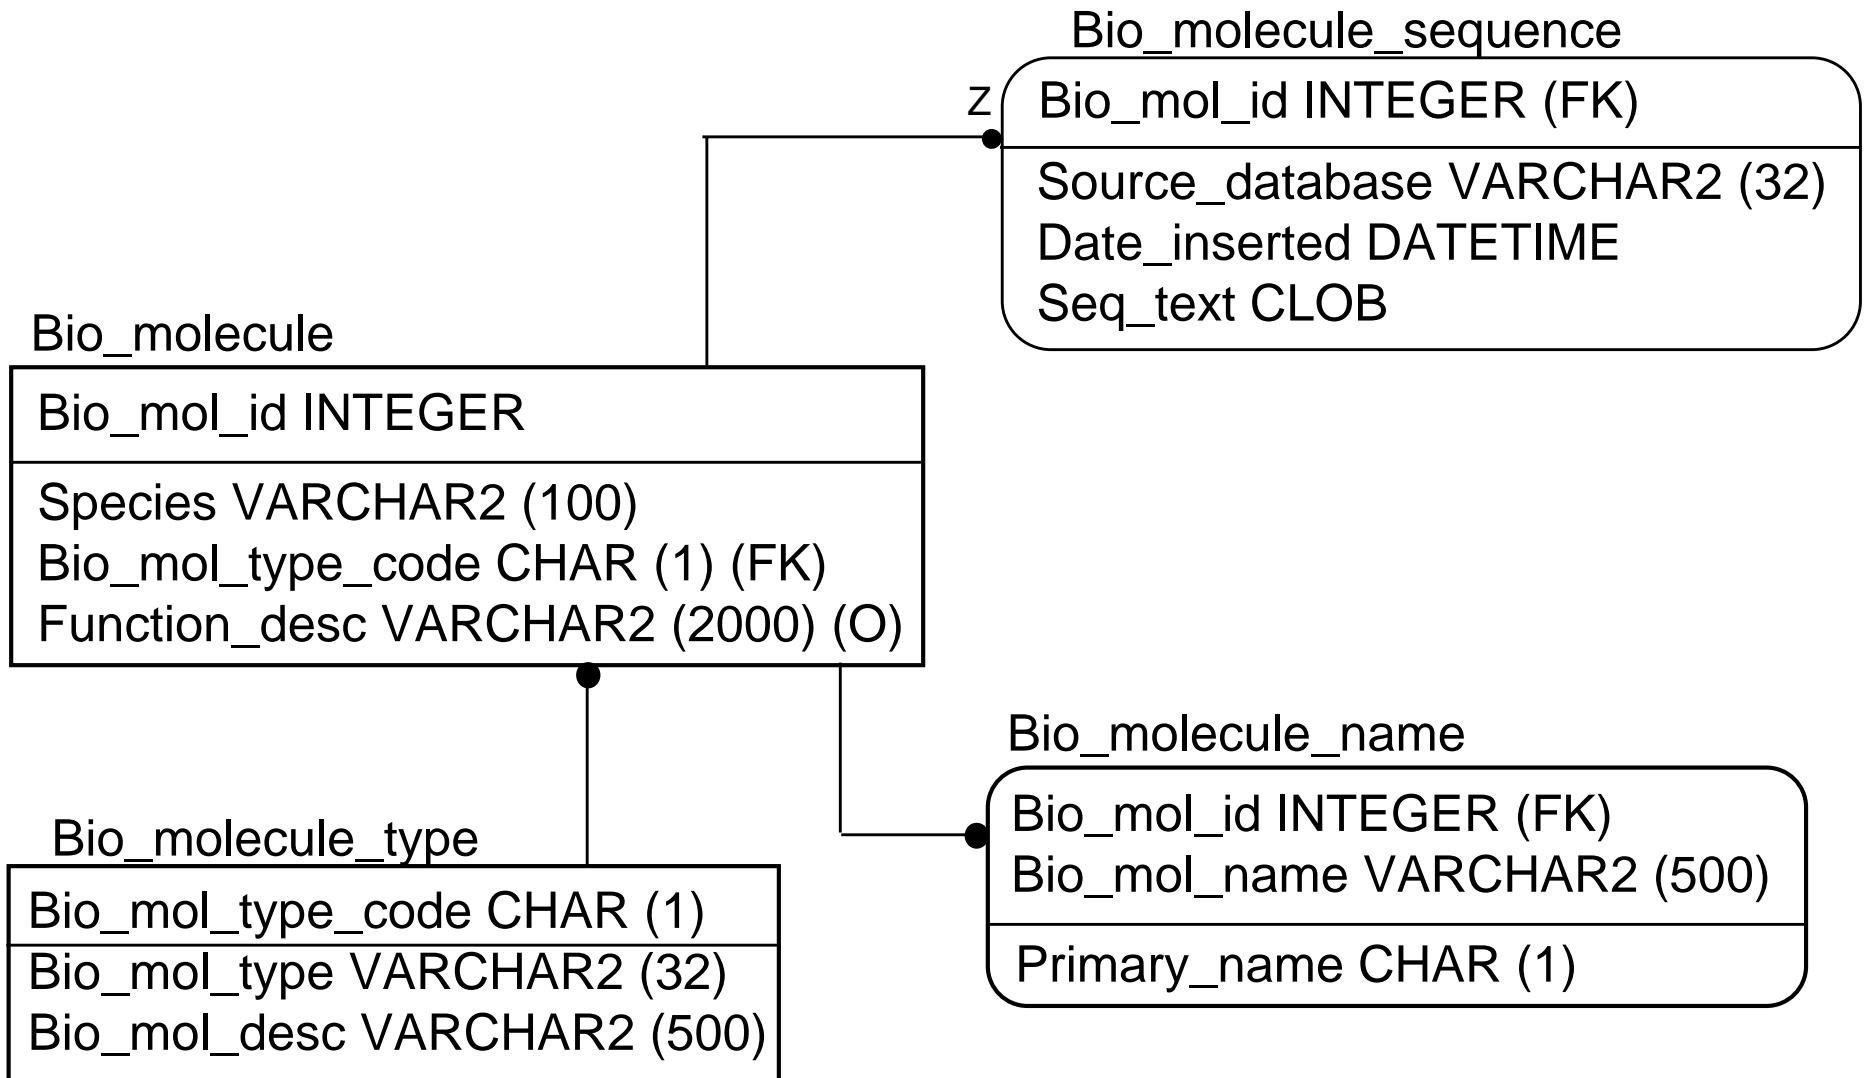 Bio_molecule_sequence
Z
Bio_mol_id INTEGER (FK)
Source_database VARCHAR2 (32)
Date_inserted DATETIME
Seq_text CLOB
Bio_molecule
Bio_mol_id INTEGER
Species VARCHAR2 (100)
Bio_mol_type_code CHAR (1) (FK)
Function_desc VARCHAR2 (2000) (O)
Bio_molecule_name
Bio_mol_id INTEGER (FK)
Bio_mol_name VARCHAR2 (500)
Primary_name CHAR (1)
Bio_molecule_type
Bio_mol_type_code CHAR (1)
Bio_mol_type VARCHAR2 (32)
Bio_mol_desc VARCHAR2 (500)